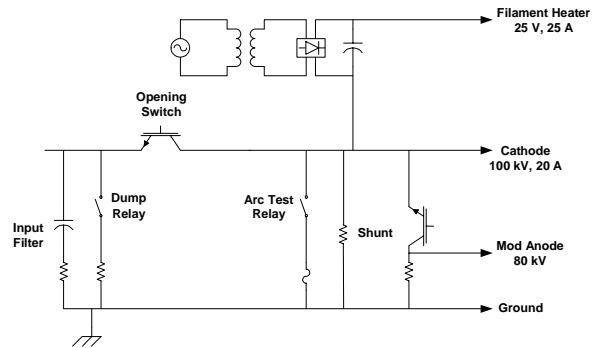 Filament Heater
25 V, 25 A
Opening
Switch
Cathode
100 kV, 20 A
Dump
Relay
Arc Test
Relay
Input
Filter
Shunt
Mod Anode
80 kV
Ground